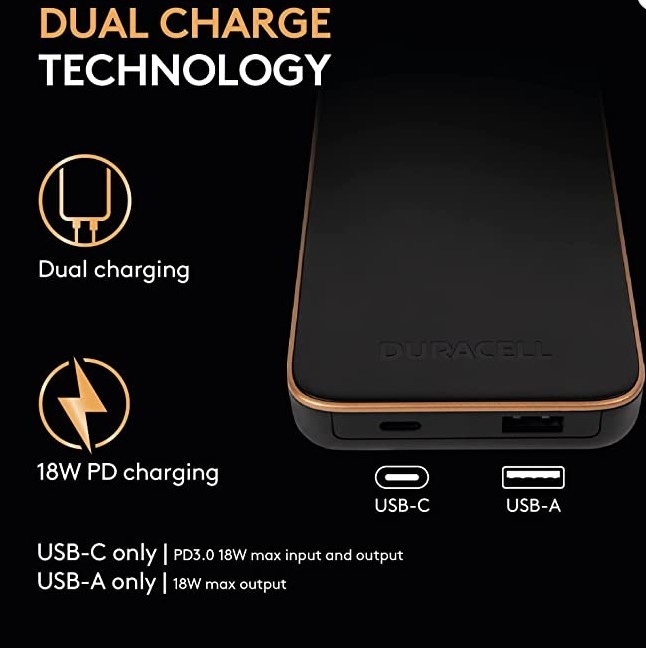 DUAL CHARGE
TECHNOLOGY
Dual charging
DURACELL
18W PD charging
USB-C
USB-A
USB-C only | PD3.0 18W max input and output
USB-A only | 18W max output